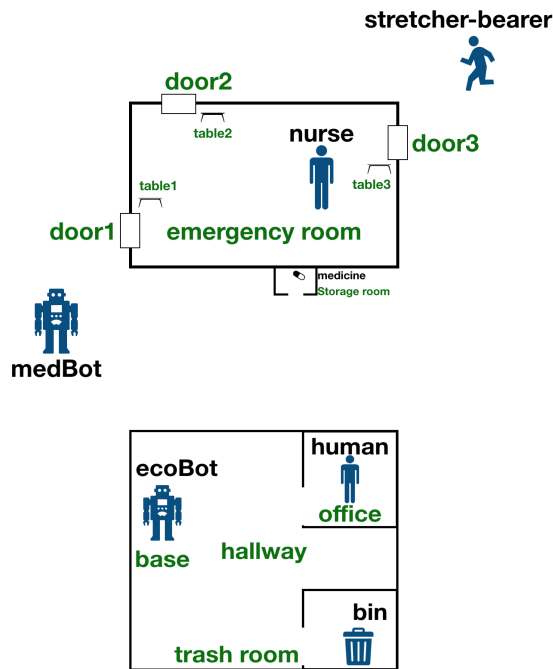 stretcher-bearer
door2
table2
nurse
door3
table3
table1
door1
emergency room
medicine
Storage room
medBot
human
ecoBot
office
base
hallway
bin
trash room